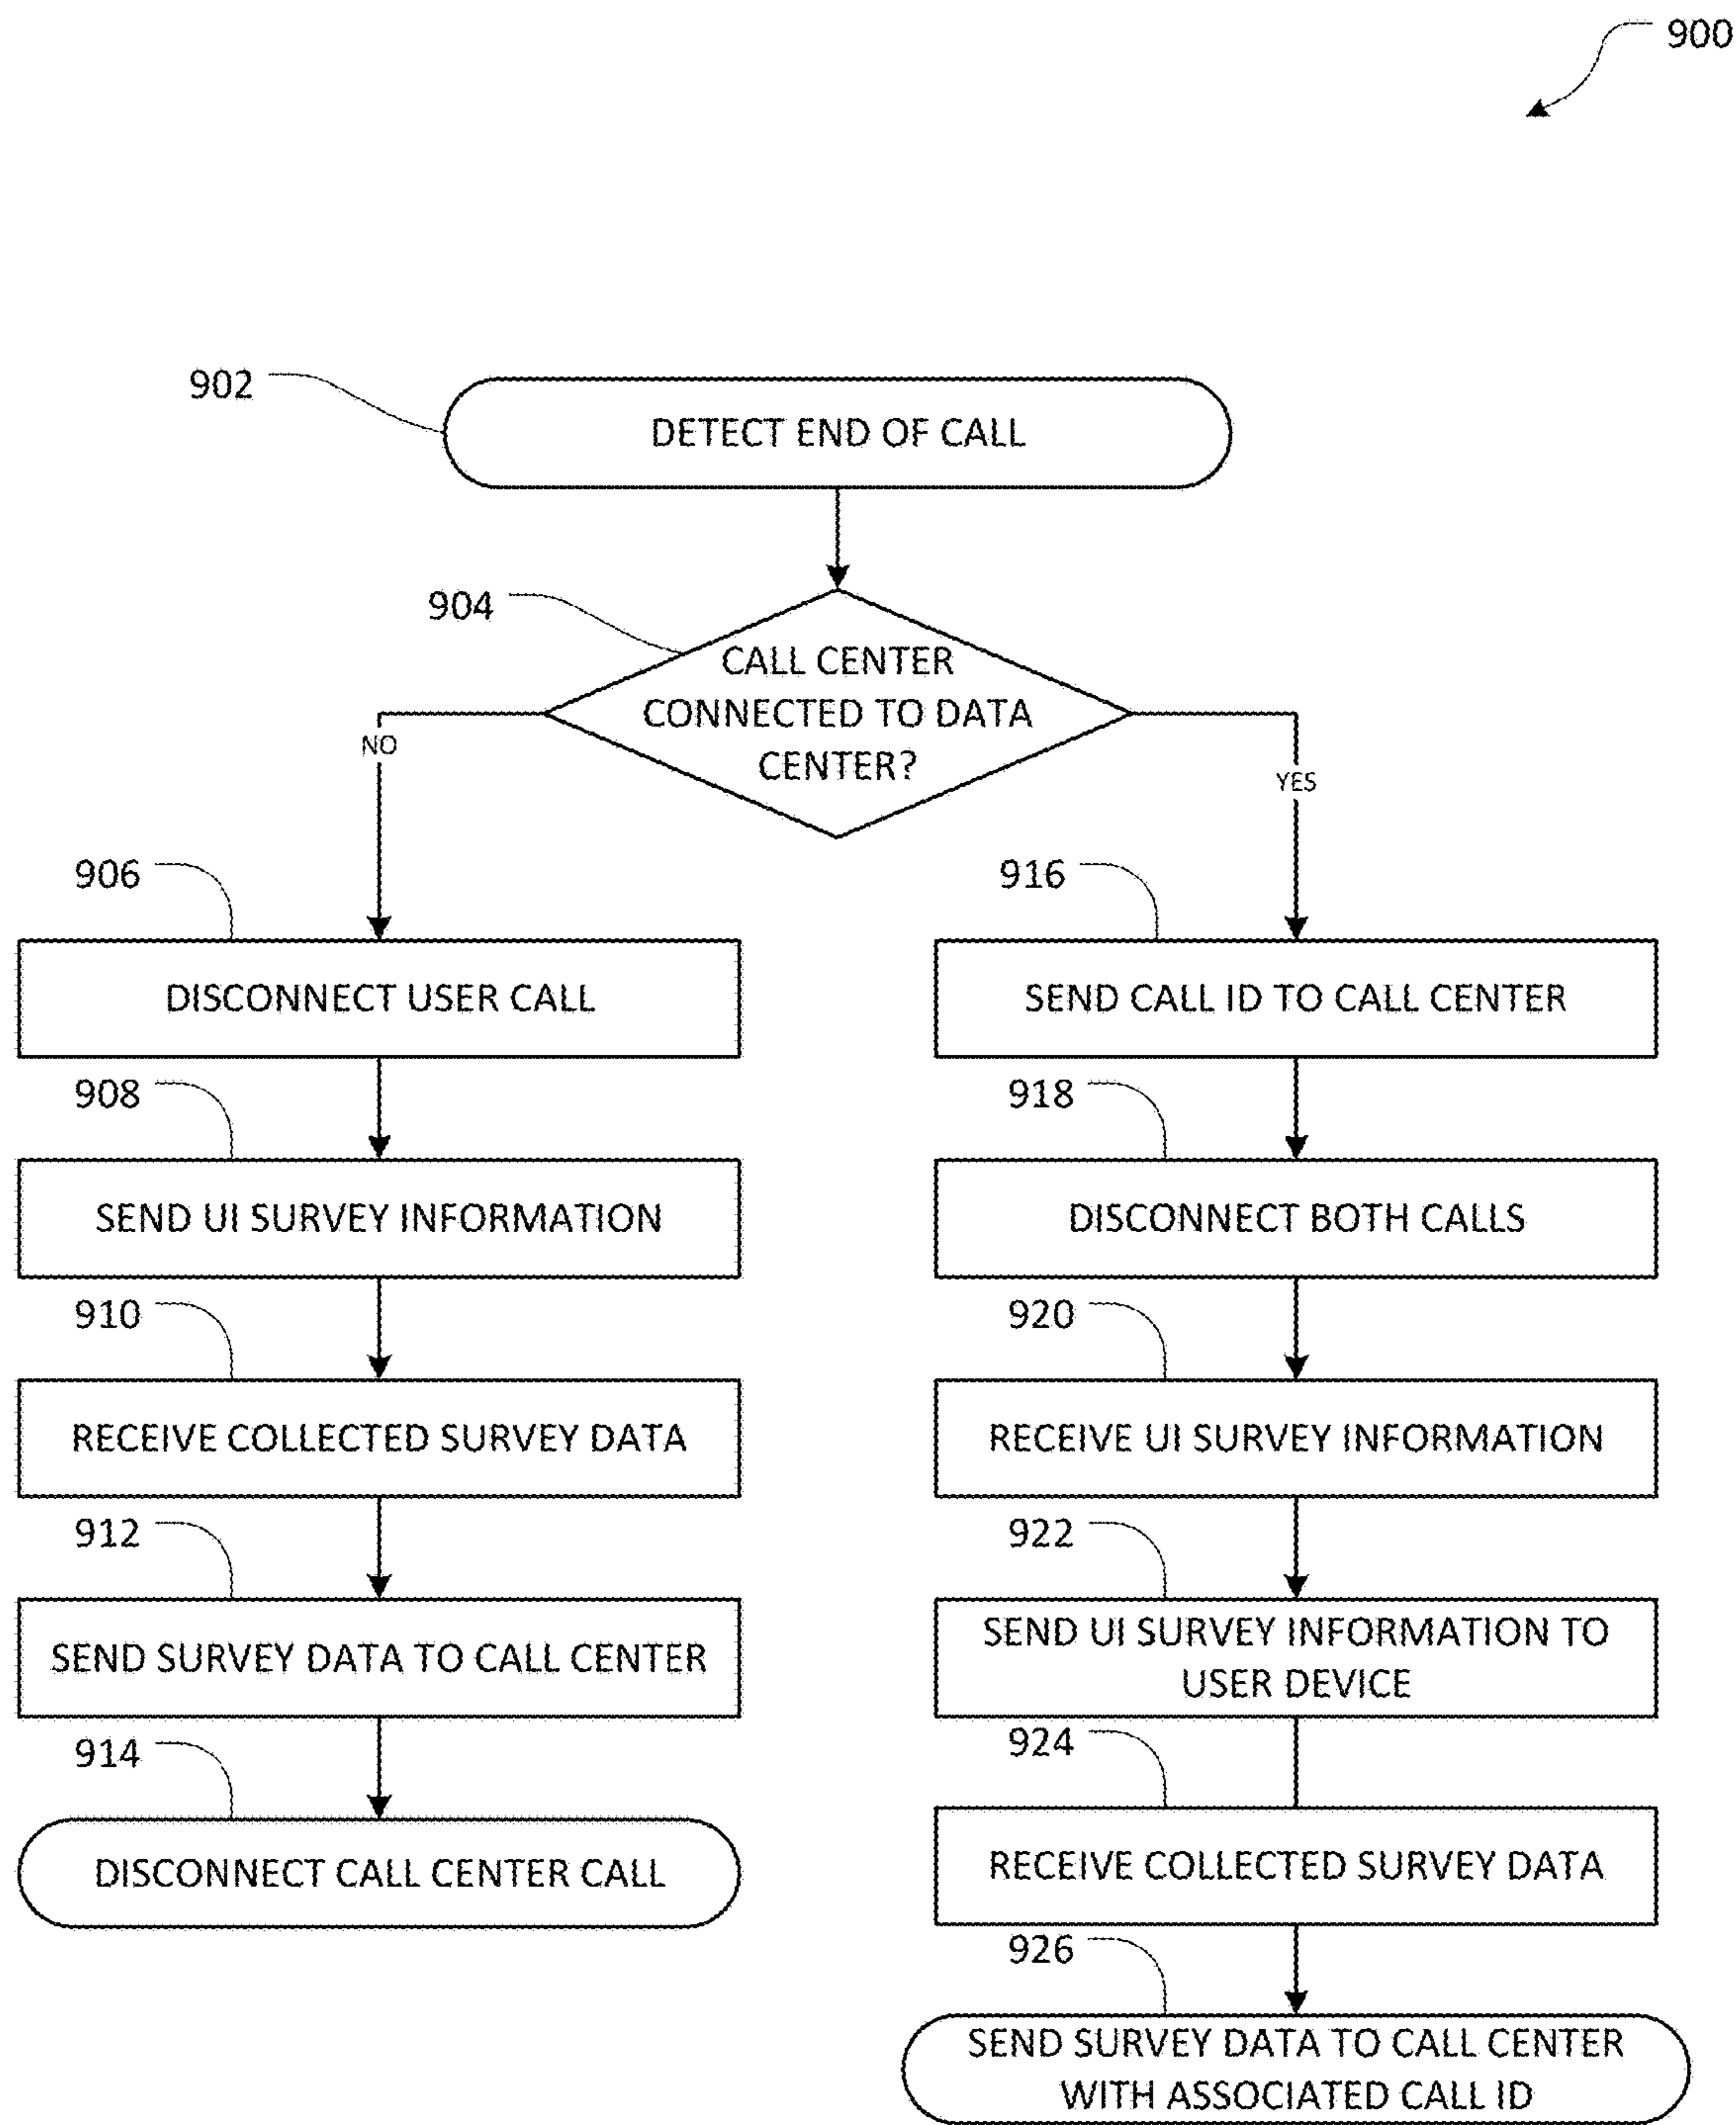 900
902
DETECT END OF CALL
904
CALL CENTER
CONNECTED TO DATA
CENTER?
NO
YES
906
DISCONNECT USER CALL
908
SEND UI SURVEY INFORMATION
910
RECEIVE COLLECTED SURVEY DATA
912
SEND SURVEY DATA TO CALL CENTER
914
DISCONNECT CALL CENTER CALL
916
SEND CALL ID TO CALL CENTER
918
DISCONNECT BOTH CALLS
920
RECEIVE UI SURVEY INFORMATION
922
SEND UI SURVEY INFORMATION TO
USER DEVICE
924
RECEIVE COLLECTED SURVEY DATA
926
SEND SURVEY DATA TO CALL CENTER
WITH ASSOCIATED CALL ID